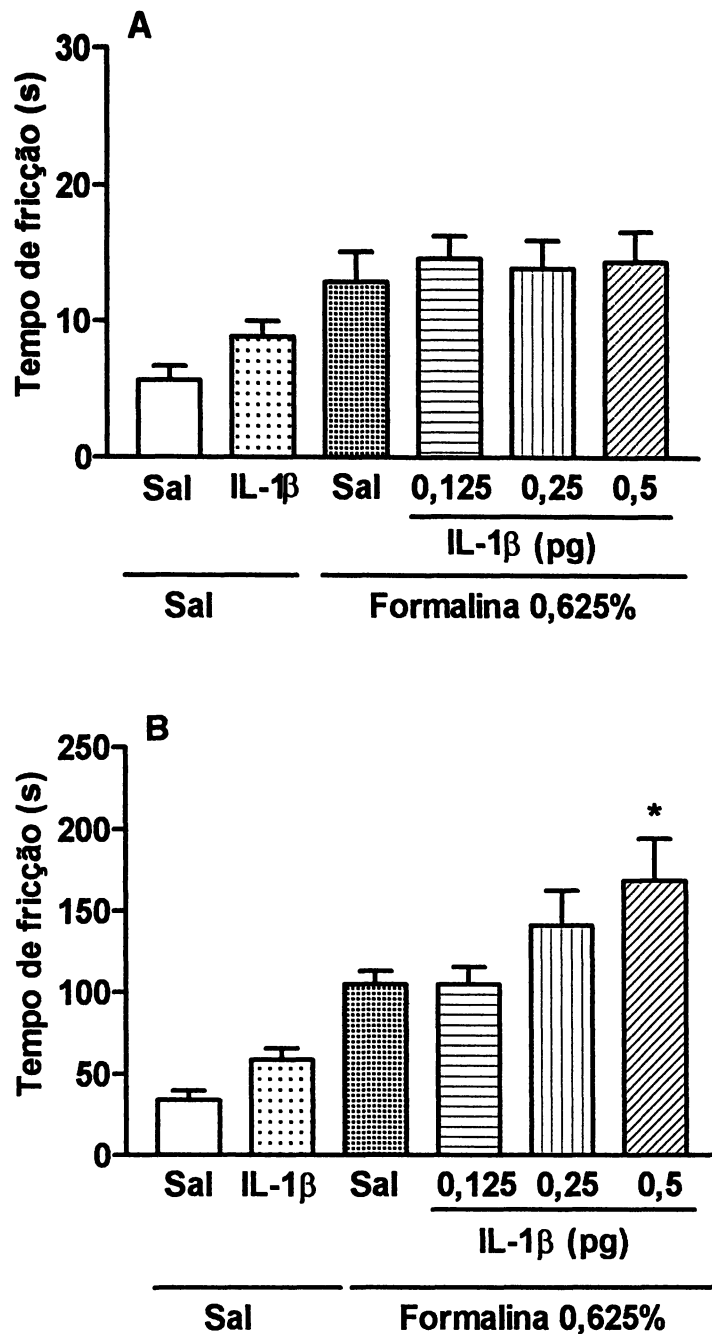 A
Tempo de fricção (s)
30
20
10
0
Sal IL-1β Sal 0,125 0,25 0,5
IL-1β (pg)
Sal Formalina 0,625%
B
Tempo de fricção (s)
250
200
150
100
50
0
*
Sal IL-1β Sal 0,125 0,25 0,5
IL-1β (pg)
Sal Formalina 0,625%